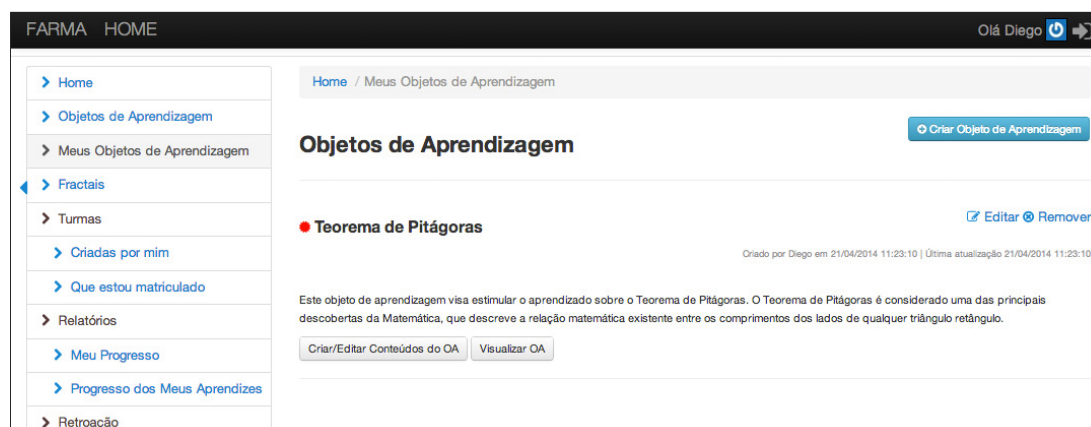 FARMA HOME
Olá Diego
Home
Objetos de Aprendizagem
Meus Objetos de Aprendizagem
Fractais
Turmas
Criadas por mim
Que estou matriculado
Relatórios
Meu Progresso
Progresso dos Meus Aprendizes
Retroação
Home / Meus Objetos de Aprendizagem
Criar Objeto de Aprendizagem
Objetos de Aprendizagem
Editar Remover
Teorema de Pitágoras
Criado por Diego em 21/04/2014 11:23:10 | Última atualização 21/04/2014 11:23:10
Este objeto de aprendizagem visa estimular o aprendizado sobre o Teorema de Pitágoras. O Teorema de Pitágoras é considerado uma das principais
descobertas da Matemática, que descreve a relação matemática existente entre os comprimentos dos lados de qualquer triângulo retângulo.
Criar/Editar Conteúdos do OA Visualizar OA